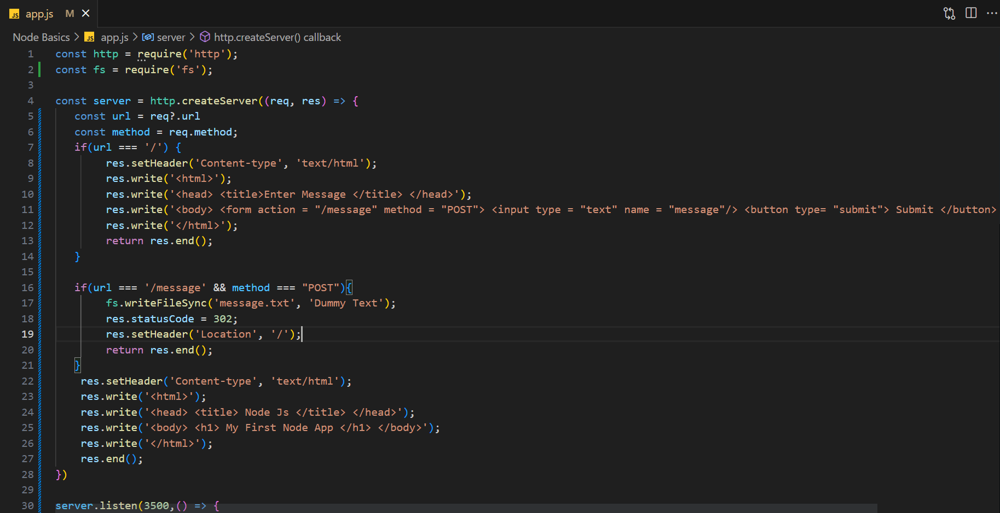 JS app.js M
Node Basics > JS app.js > server > http.createServer() callback
1 const http = require('http');
2 const fs = require('fs');
3
4 const server = http.createServer((req, res) => {
5 const url = req?.url
6 const method = req.method;
7 if(url === '/') {
8 res.setHeader('Content-type', 'text/html');
9 res.write('<html>');
10 res.write('<head> <title>Enter Message </title> </head>');
11 res.write('<body> <form action = "/message" method = "POST"> <input type = "text" name = "message"/> <button type= "submit"> Submit </button>
12 res.write('</html>');
13 return res.end();
14 }
15
16 if(url === '/message' && method === "POST"){
17 fs.writeFileSync('message.txt', 'Dummy Text');
18 res.statusCode = 302;
19 res.setHeader('Location', '/');
20 return res.end();
21 }
22 res.setHeader('Content-type', 'text/html');
23 res.write('<html>');
24 res.write('<head> <title> Node Js </title> </head>');
25 res.write('<body> <h1> My First Node App </h1> </body>');
26 res.write('</html>');
27 res.end();
28 })
29
30 server.listen(3500,() => {